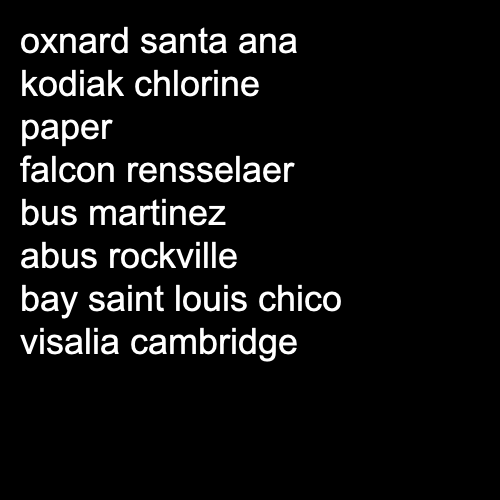 oxnard santa ana
kodiak chlorine
paper
falcon rensselaer
bus martinez
abus rockville
bay saint louis chico
visalia cambridge